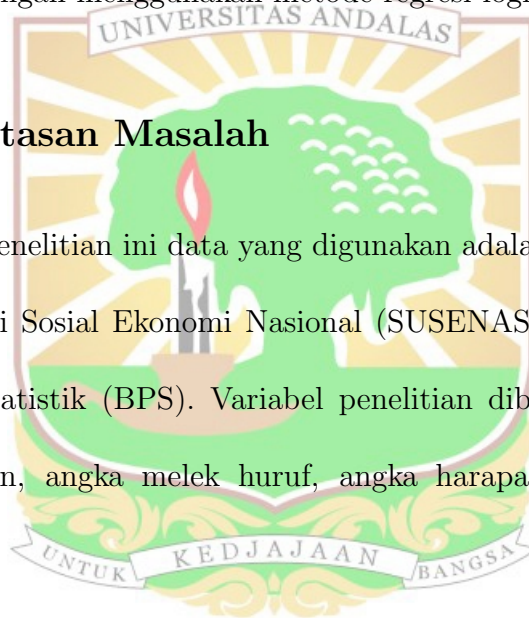 ngan menggunakan metode regresi log
UNIVERSITAS ANDALAS
tasan Masalah
enelitian ini data yang digunakan adala
i Sosial Ekonomi Nasional (SUSENAS
atistik (BPS). Variabel penelitian dib
n, angka melek huruf, angka harapa
UNTUK KEDJAJAAN BANGSA